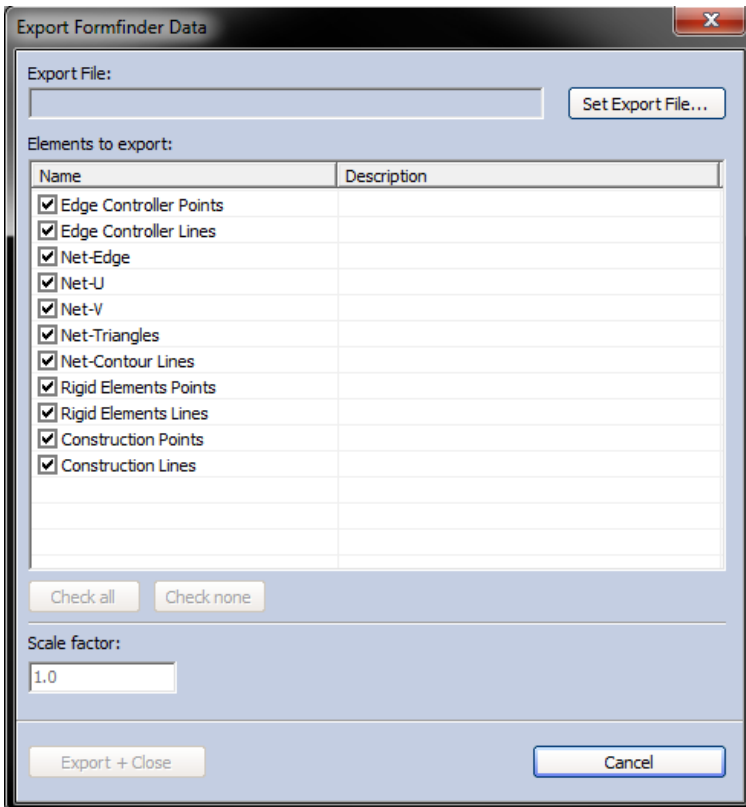 Export Formfinder Data
Export File:
Set Export File...
Elements to export:
Name Description
Edge Controller Points
Edge Controller Lines
Net-Edge
Net-U
Net-V
Net-Triangles
Net-Contour Lines
Rigid Elements Points
Rigid Elements Lines
Construction Points
Construction Lines
Check all Check none
Scale factor:
1.0
Export + Close Cancel